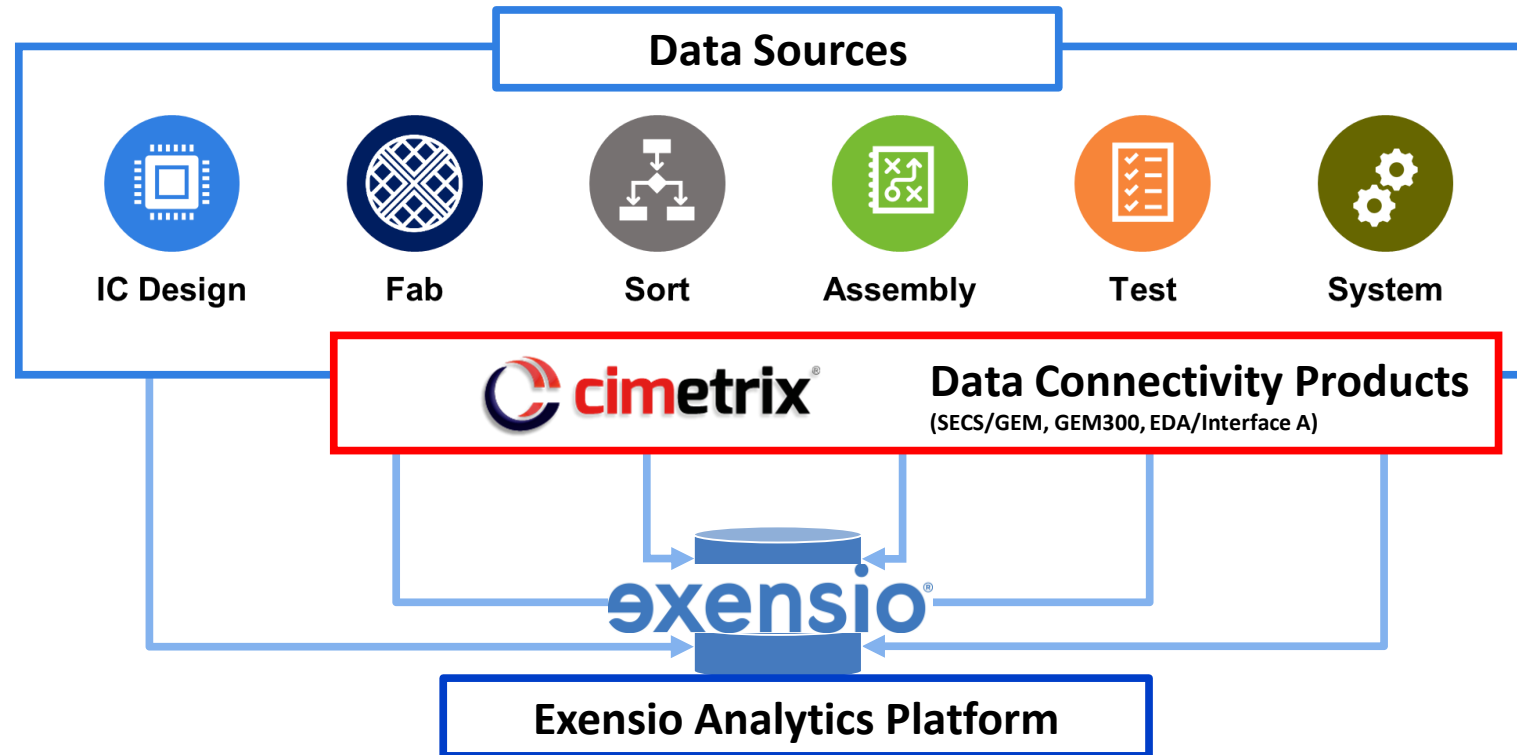 Data Sources
IC Design
Fab
Sort
Assembly
Test
System
cimetrix®
Data Connectivity Products
(SECS/GEM, GEM300, EDA/Interface A)
exensio®
Exensio Analytics Platform